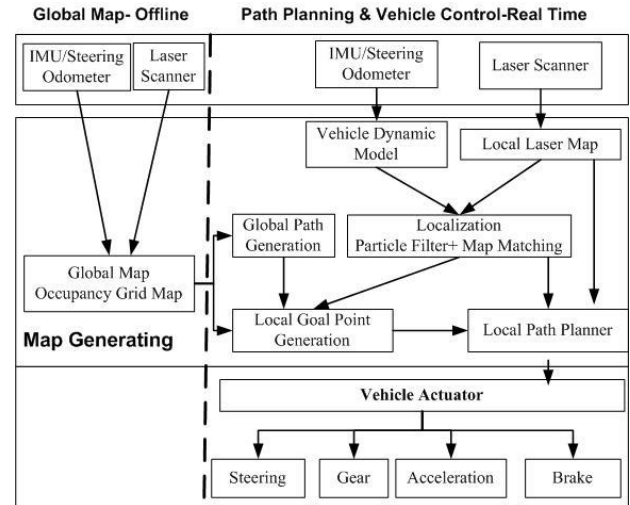 Global Map- Offline
Path Planning & Vehicle Control-Real Time
IMU/Steering
Odometer
Laser
Scanner
IMU/Steering
Odometer
Laser Scanner
Vehicle Dynamic
Model
Local Laser Map
Global Path
Generation
Localization
Particle Filter+ Map Matching
Global Map
Occupancy Grid Map
Map Generating
Local Goal Point
Generation
Local Path Planner
Vehicle Actuator
Steering
Gear
Acceleration
Brake